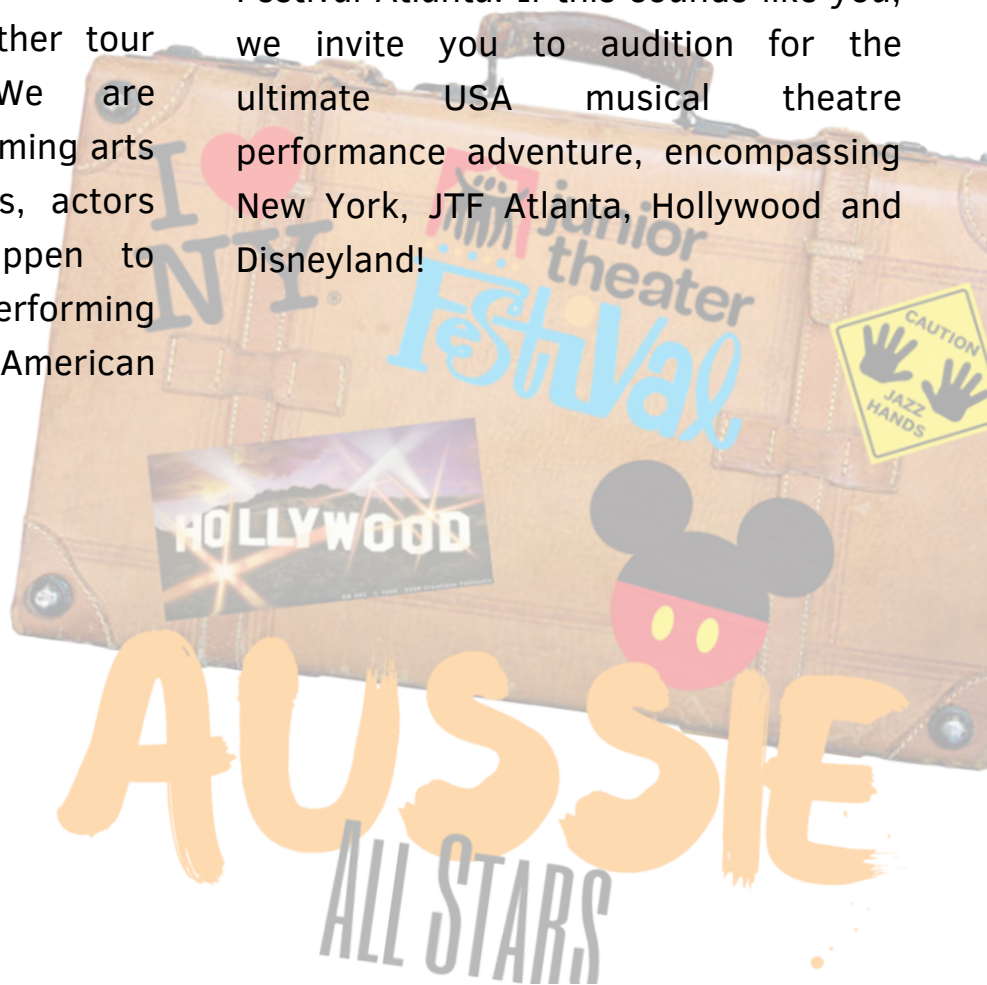 ther tour
We are
ming arts
s, actors
ppen to
erforming
American
we invite you to audition for the
ultimate USA musical theatre
performance adventure, encompassing
New York, JTF Atlanta, Hollywood and
Disneyland!
I
NY®
junior
theater
FeStiVal
CAUTION
JAZZ
HANDS
HOLLYWOOD
AUSSIE
ALL STARS